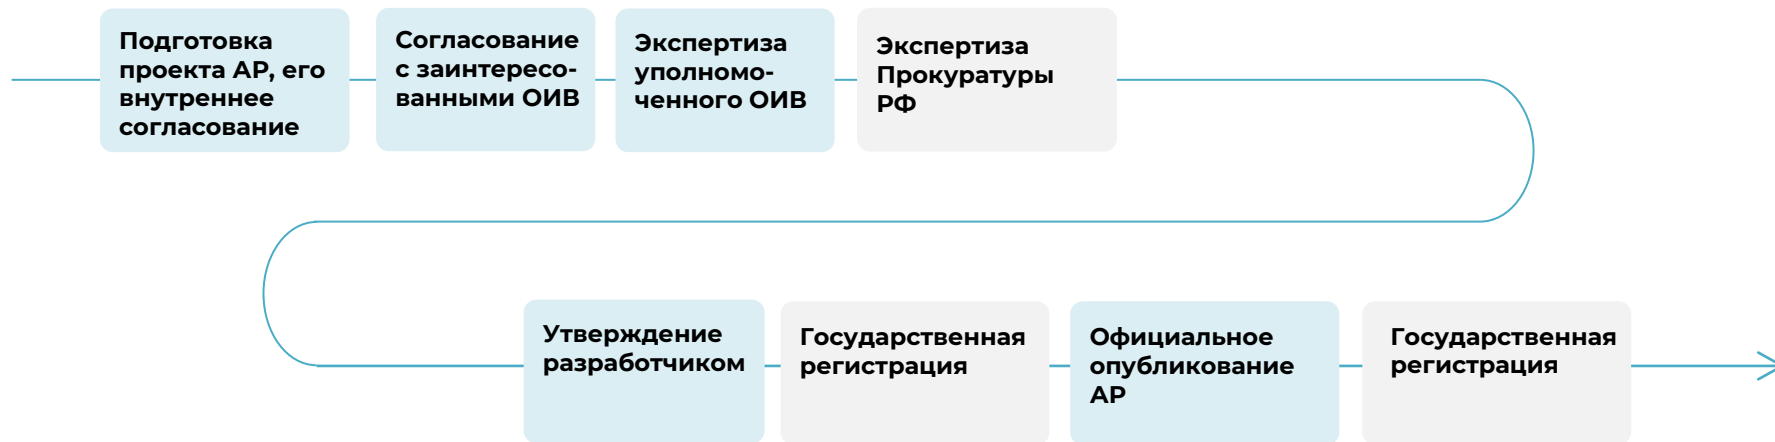 Подготовка
проекта АР, его
внутреннее
согласование
Согласование
с заинтересо-
ванными ОИВ
Экспертиза
уполномо-
ченного ОИВ
Экспертиза
Прокуратуры
РФ
Утверждение
разработчиком
Государственная
регистрация
Официальное
опубликование
АР
Государственная
регистрация